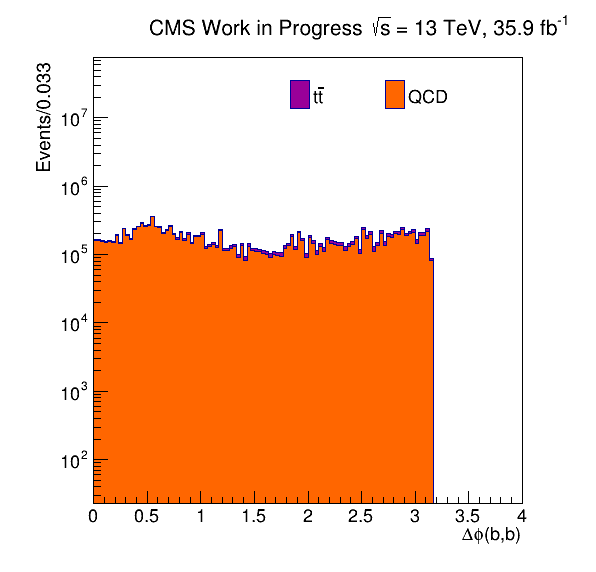 CMS Work in Progress √s = 13 TeV, 35.9 fb⁻¹
Events/0.033
tt̄
QCD
10⁷
10⁶
10⁵
10⁴
10³
10²
0 0.5 1 1.5 2 2.5 3 3.5 4
Δϕ(b,b)